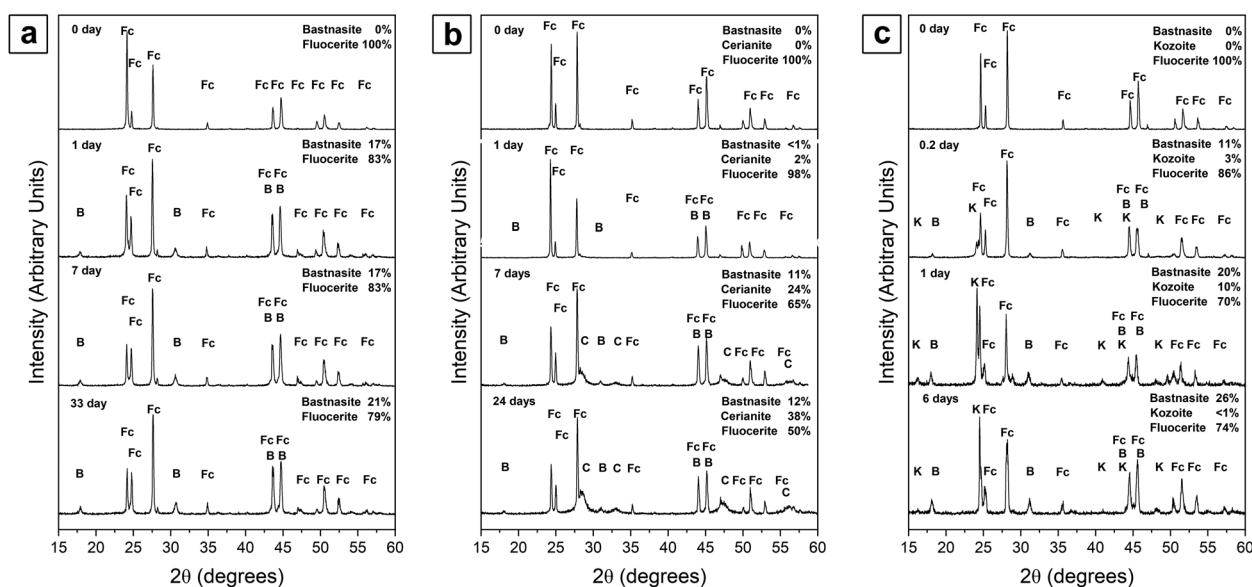 a
0 day
Bastnasite 0%
Fluocerite 100%
Fc
Fc
Fc
Fc
Fc Fc Fc Fc Fc Fc
1 day
Bastnasite 17%
Fluocerite 83%
Fc
Fc
Fc
Fc Fc
B B
B
B
Fc
Fc Fc Fc Fc
7 day
Bastnasite 17%
Fluocerite 83%
Fc
Fc
Fc
Fc Fc
B B
B
B
Fc
Fc Fc Fc Fc
33 day
Bastnasite 21%
Fluocerite 79%
Fc
Fc
Fc
Fc Fc
B B
B
B
Fc
Fc Fc Fc Fc
Intensity (Arbitrary Units)
15 20 25 30 35 40 45 50 55 60
2θ (degrees)
b
0 day
Bastnasite 0%
Cerianite 0%
Fluocerite 100%
Fc Fc
Fc
Fc
Fc
Fc
Fc Fc Fc
1 day
Bastnasite <1%
Cerianite 2%
Fluocerite 98%
Fc Fc
Fc
Fc Fc
B B
B
B
Fc
Fc Fc Fc
7 days
Bastnasite 11%
Cerianite 24%
Fluocerite 65%
Fc Fc
Fc
Fc Fc
B B
B
C B C Fc
C Fc Fc Fc
C
24 days
Bastnasite 12%
Cerianite 38%
Fluocerite 50%
Fc Fc
Fc
Fc Fc
B B
B
C B C Fc
C Fc Fc Fc
C
Intensity (Arbitrary Units)
15 20 25 30 35 40 45 50 55 60
2θ (degrees)
c
0 day
Bastnasite 0%
Kozoite 0%
Fluocerite 100%
Fc
Fc
Fc
Fc
Fc
Fc
Fc Fc Fc
0.2 day
Bastnasite 11%
Kozoite 3%
Fluocerite 86%
Fc
Fc
K
Fc
Fc Fc
B B
K
K B
B Fc
K
K Fc Fc Fc
1 day
Bastnasite 20%
Kozoite 10%
Fluocerite 70%
K Fc
Fc
Fc
Fc Fc
B B
K
K B
B Fc
K
K Fc Fc Fc
6 days
Bastnasite 26%
Kozoite <1%
Fluocerite 74%
K Fc
Fc
Fc
Fc Fc
B B
K
K B
B Fc
K
K Fc Fc
Intensity (Arbitrary Units)
15 20 25 30 35 40 45 50 55 60
2θ (degrees)